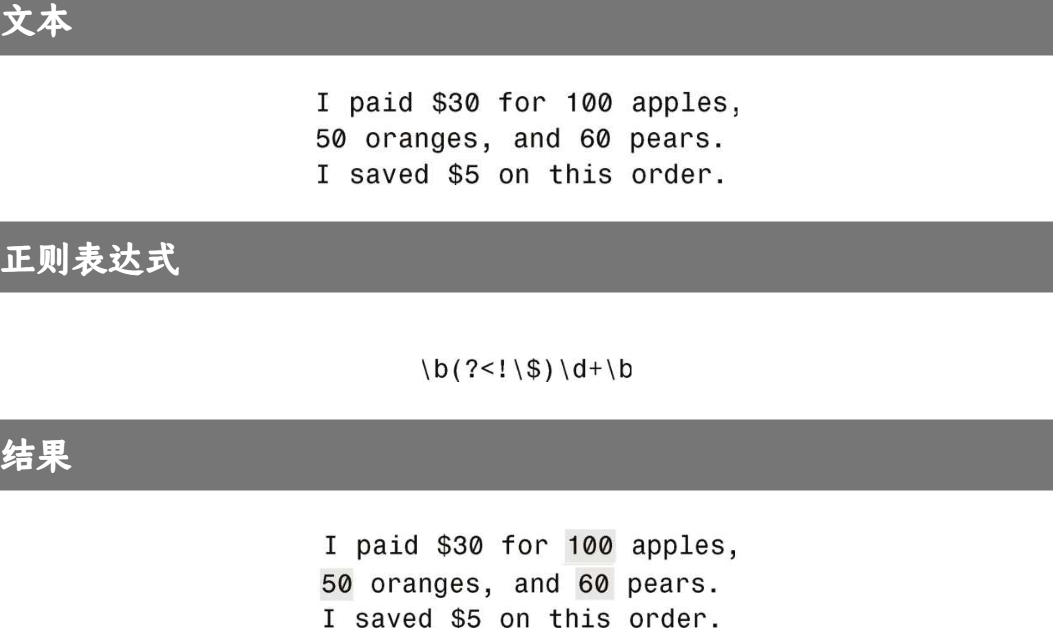 文本
I paid $30 for 100 apples,
50 oranges, and 60 pears.
I saved $5 on this order.
正则表达式
\b(?<!\$)\d+\b
结果
I paid $30 for 100 apples,
50 oranges, and 60 pears.
I saved $5 on this order.